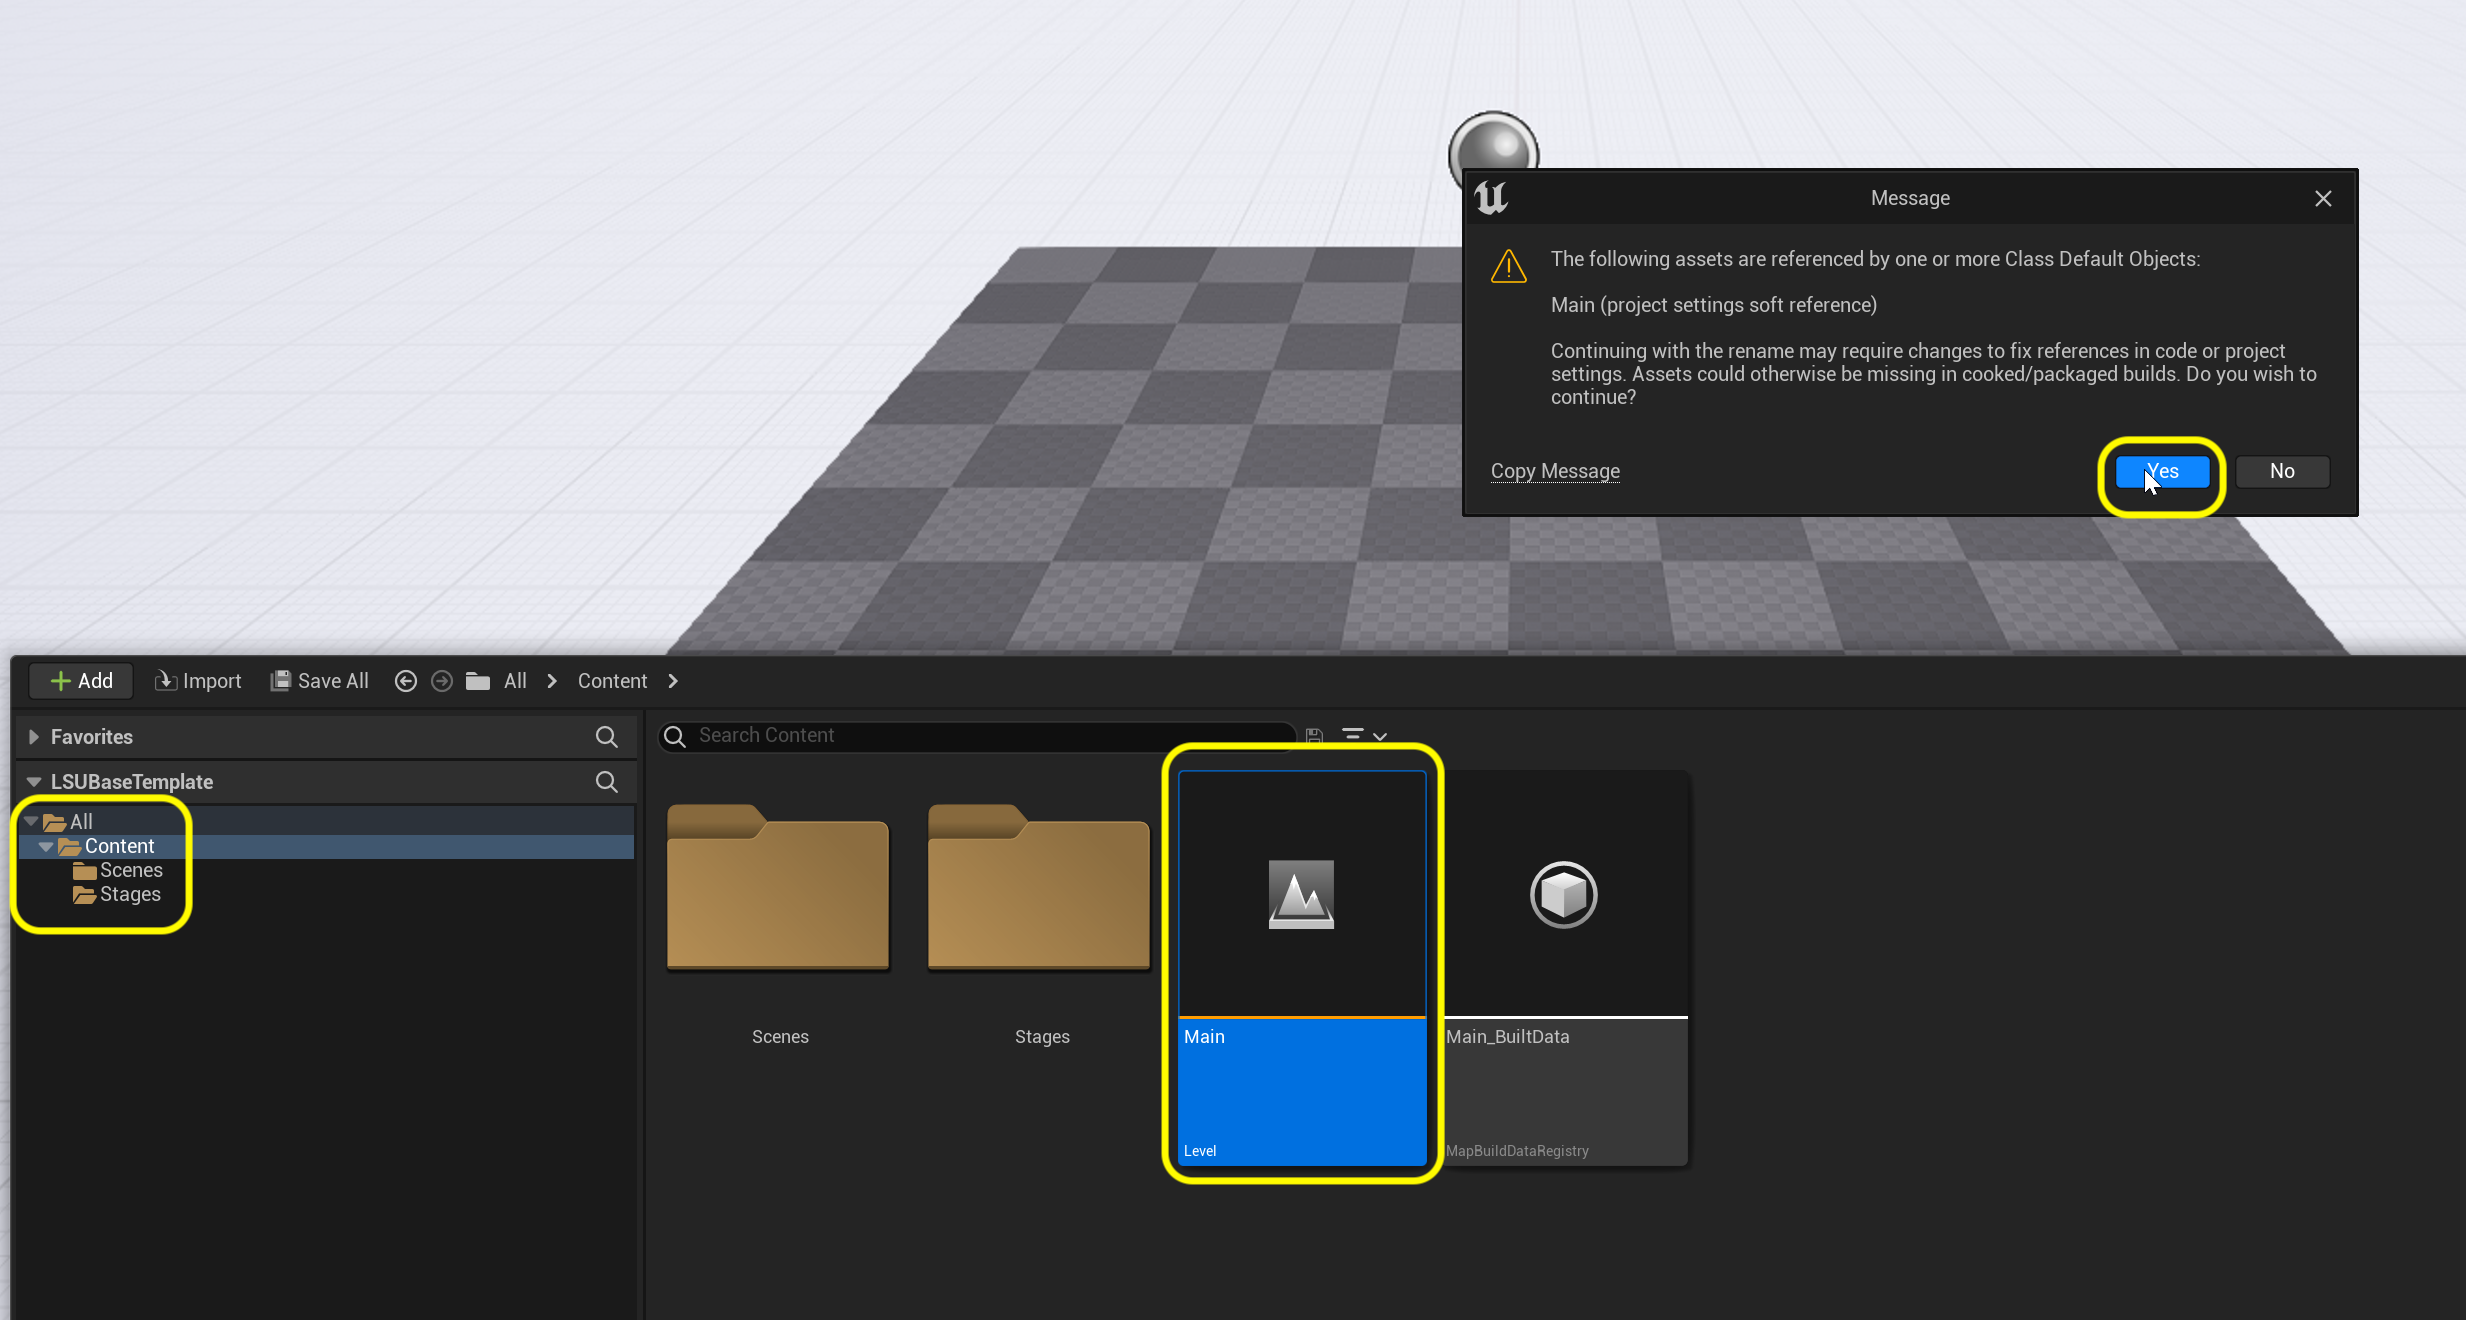 Message
The following assets are referenced by one or more Class Default Objects:
Main (project settings soft reference)
Continuing with the rename may require changes to fix references in code or project
settings. Assets could otherwise be missing in cooked/packaged builds. Do you wish to
continue?
Copy Message
Yes
No
Add
Import
Save All
All
Content
Favorites
Search Content
LSUBaseTemplate
All
Content
Scenes
Stages
Scenes
Stages
Main
Main_BuiltData
Level
MapBuildDataRegistry